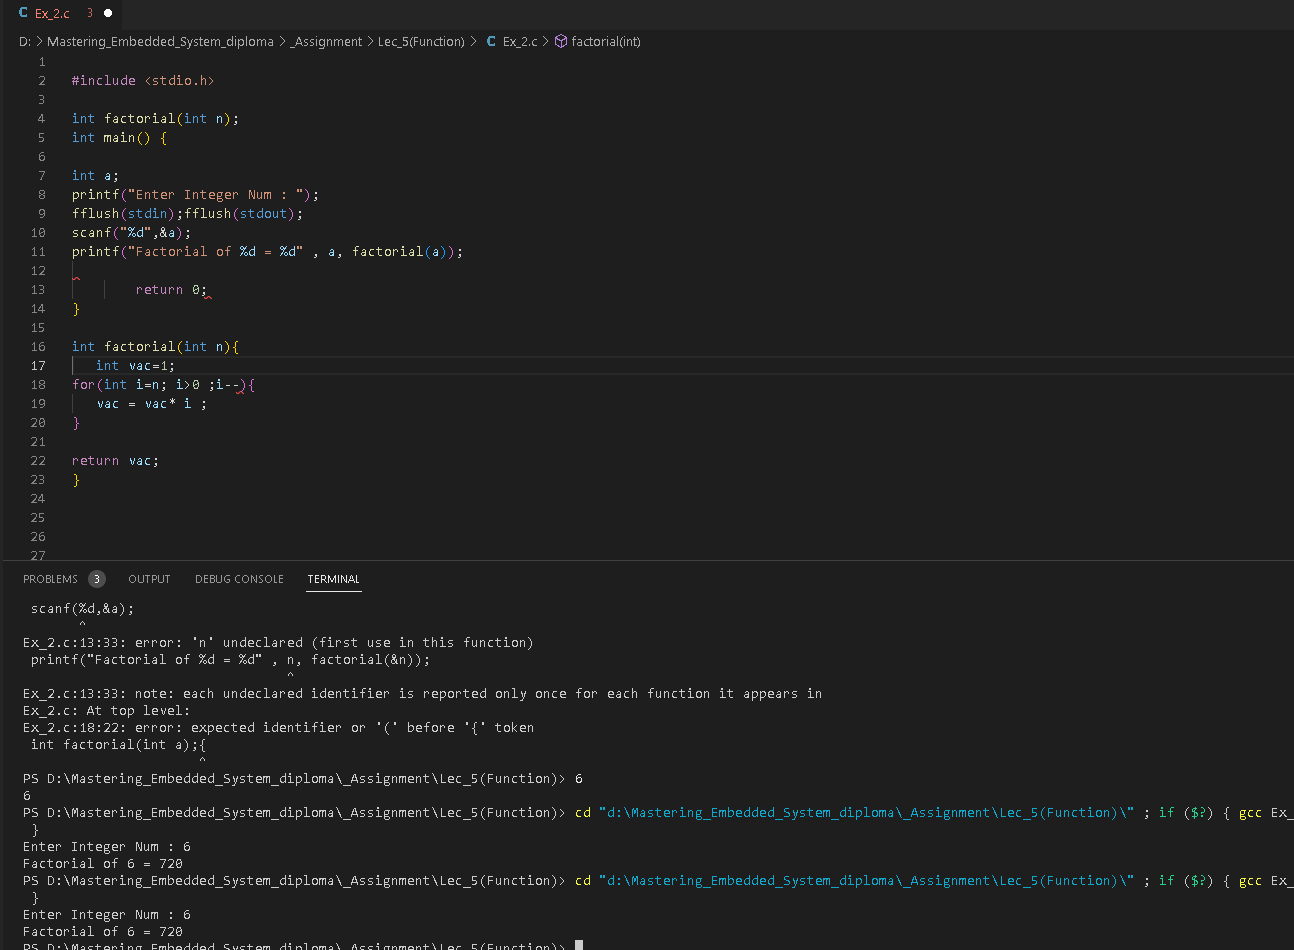 C Ex_2.c 3 ●
D: > Mastering_Embedded_System_diploma > _Assignment > Lec_5(Function) > C Ex_2.c > factorial(int)
1
2 #include <stdio.h>
3
4 int factorial(int n);
5 int main() {
6
7 int a;
8 printf("Enter Integer Num : ");
9 fflush(stdin);fflush(stdout);
10 scanf("%d",&a);
11 printf("Factorial of %d = %d" , a, factorial(a));
12
13 return 0;
14 }
15
16 int factorial(int n){
17 int vac=1;
18 for(int i=n; i>0 ;i--){
19 vac = vac* i ;
20 }
21
22 return vac;
23 }
24
25
26
27
PROBLEMS 3 OUTPUT DEBUG CONSOLE TERMINAL
scanf(%d,&a);
^
Ex_2.c:13:33: error: 'n' undeclared (first use in this function)
printf("Factorial of %d = %d" , n, factorial(&n));
^
Ex_2.c:13:33: note: each undeclared identifier is reported only once for each function it appears in
Ex_2.c: At top level:
Ex_2.c:18:22: error: expected identifier or '(' before '{' token
int factorial(int a);{
^
PS D:\Mastering_Embedded_System_diploma\_Assignment\Lec_5(Function)> 6
6
PS D:\Mastering_Embedded_System_diploma\_Assignment\Lec_5(Function)> cd "d:\Mastering_Embedded_System_diploma\_Assignment\Lec_5(Function)\" ; if ($?) { gcc Ex_
}
Enter Integer Num : 6
Factorial of 6 = 720
PS D:\Mastering_Embedded_System_diploma\_Assignment\Lec_5(Function)> cd "d:\Mastering_Embedded_System_diploma\_Assignment\Lec_5(Function)\" ; if ($?) { gcc Ex_
}
Enter Integer Num : 6
Factorial of 6 = 720
PS D:\Mastering_Embedded_System_diploma\_Assignment\Lec_5(Function)>